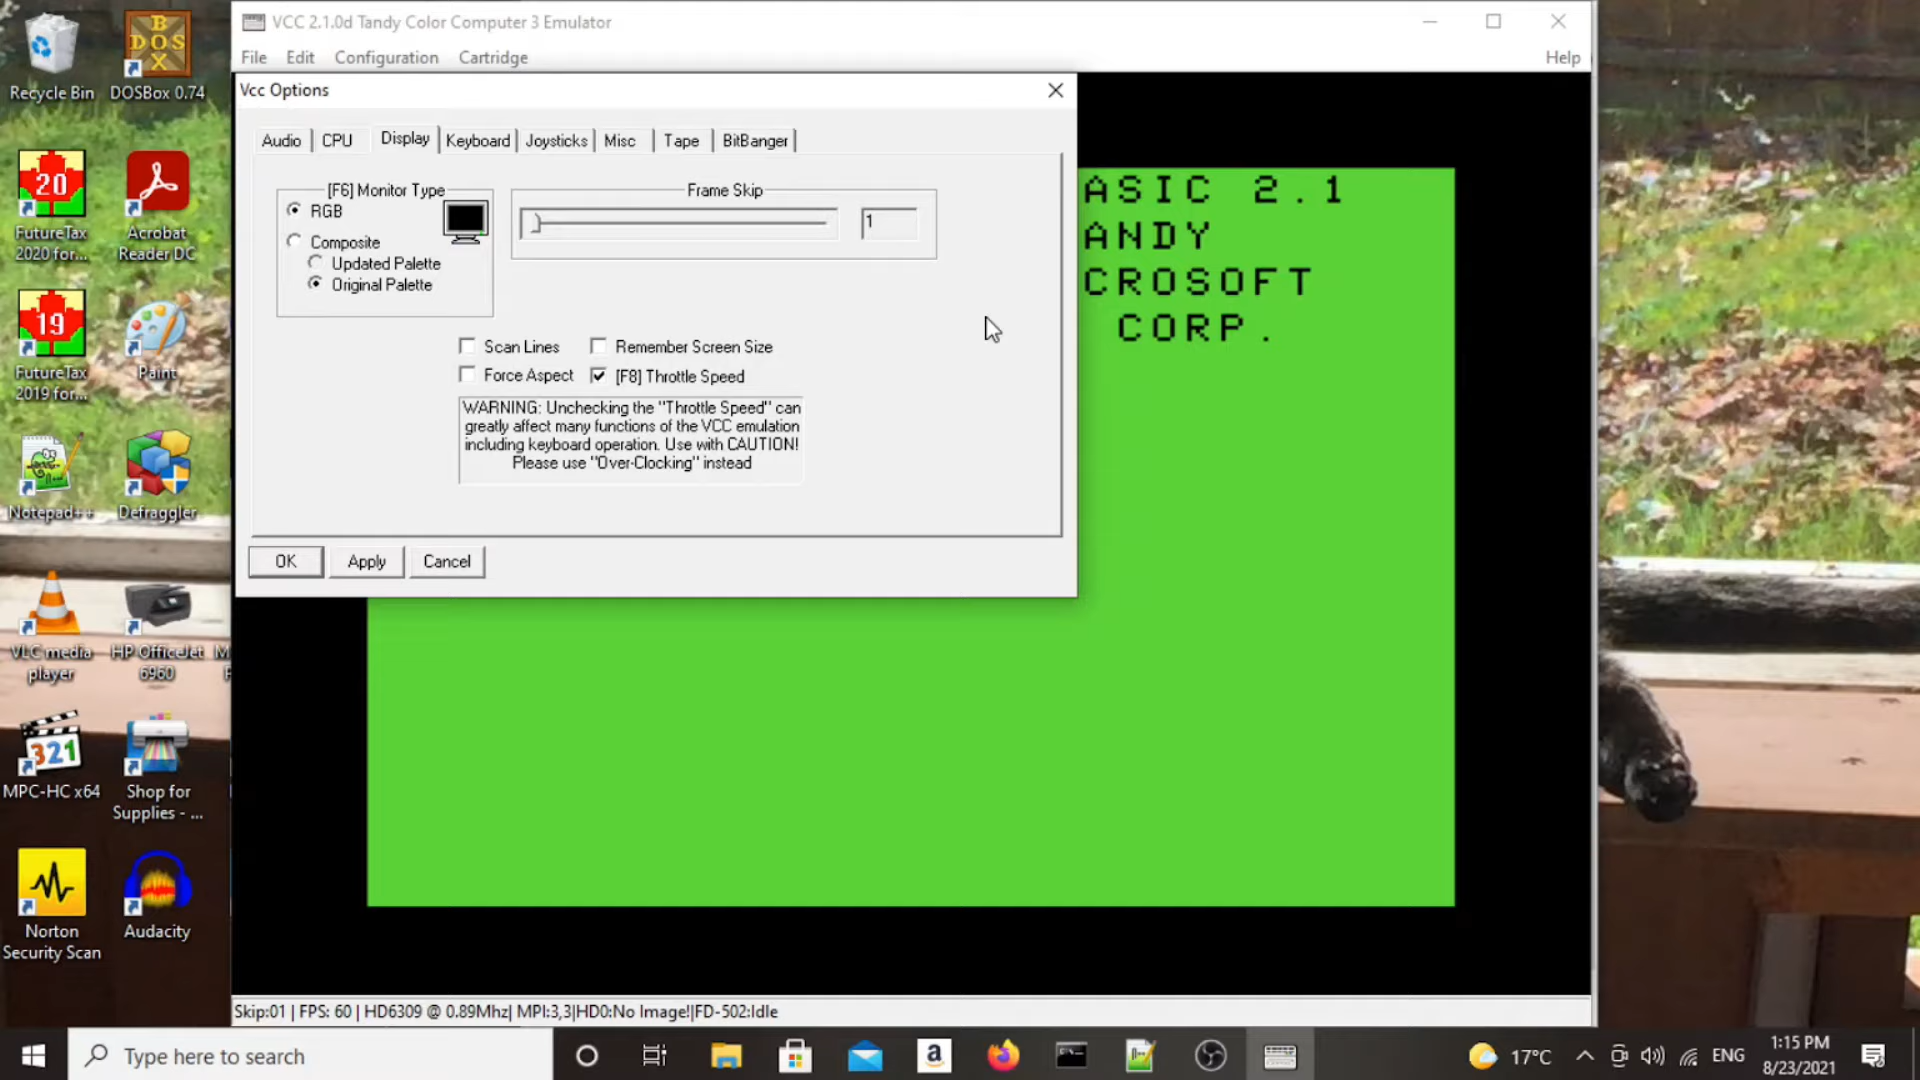 VCC 2.1.0d Tandy Color Computer 3 Emulator
File Edit Configuration Cartridge Help
Vcc Options
Audio CPU Display Keyboard Joysticks Misc Tape BitBanger
[F6] Monitor Type
RGB
Composite
Updated Palette
Original Palette
Frame Skip
1
Scan Lines
Remember Screen Size
Force Aspect
[F8] Throttle Speed
WARNING: Unchecking the "Throttle Speed" can
greatly affect many functions of the VCC emulation
including keyboard operation. Use with CAUTION!
Please use "Over-Clocking" instead
OK Apply Cancel
ASIC 2.1
ANDY
CROSOFT
CORP.
Skip:01 | FPS: 60 | HD6309 @ 0.89Mhz| MPI:3,3|HD0:No Image!|FD-502:Idle
Recycle Bin
BOS
DOS
DOSBox 0.74
20
FutureTax
2020 for...
Acrobat
Reader DC
19
FutureTax
2019 for...
Paint
Notepad++
Defraggler
VLC media
player
HP OfficeJet
6960
321
MPC-HC x64
Shop for
Supplies - ...
Norton
Security Scan
Audacity
Type here to search
17°C
ENG
1:15 PM
8/23/2021